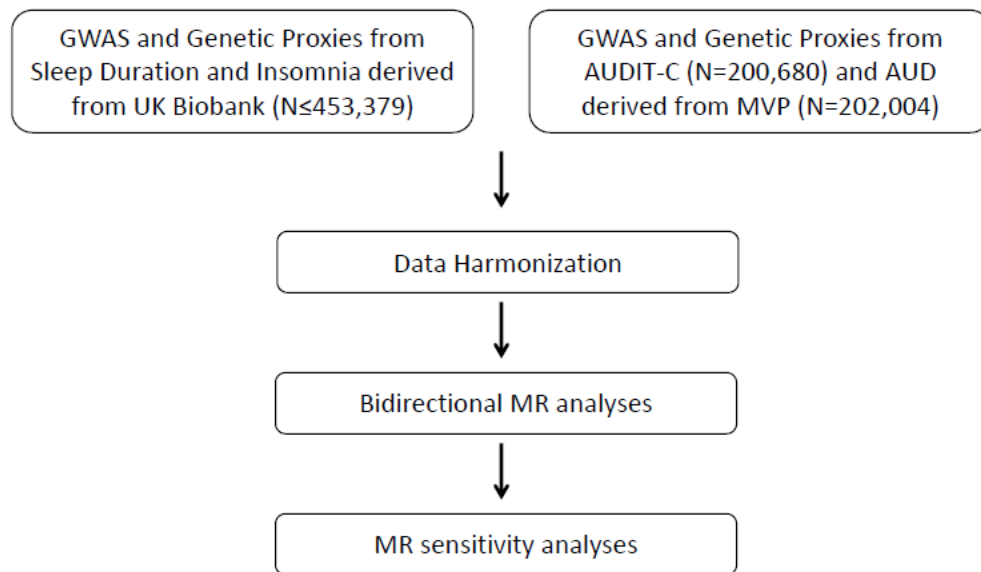 GWAS and Genetic Proxies from
Sleep Duration and Insomnia derived
from UK Biobank (N≤453,379)
GWAS and Genetic Proxies from
AUDIT-C (N=200,680) and AUD
derived from MVP (N=202,004)
Data Harmonization
Bidirectional MR analyses
MR sensitivity analyses